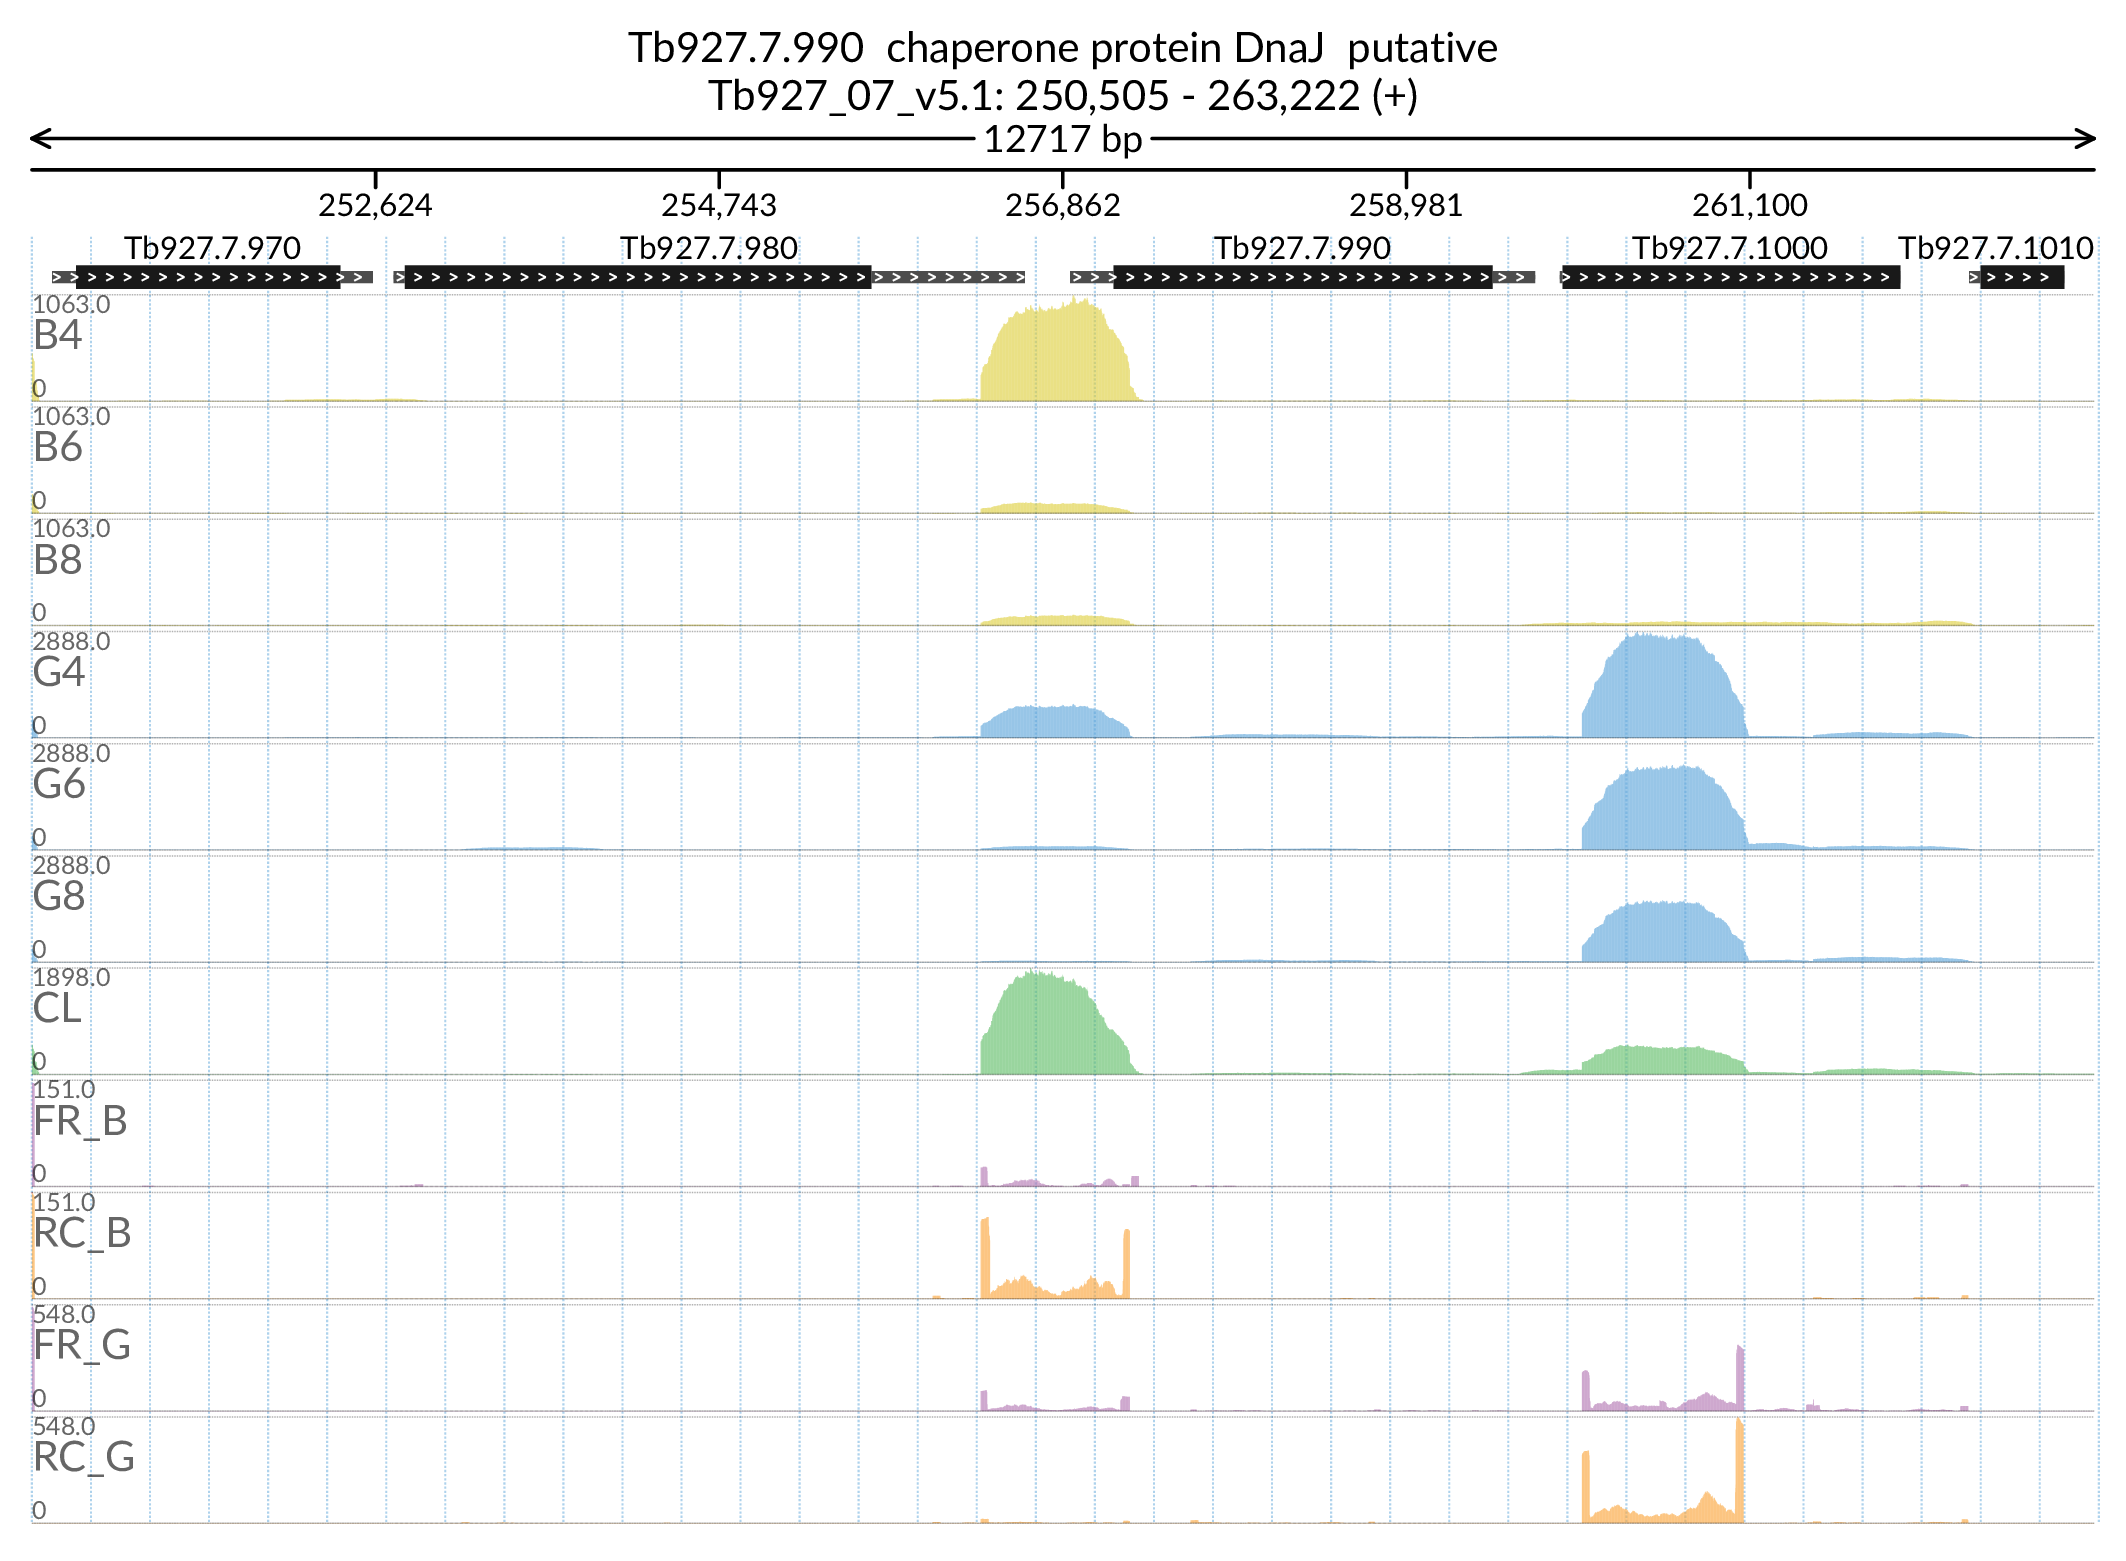 Tb927.7.990  chaperone protein DnaJ  putative
Tb927_07_v5.1: 250,505 - 263,222 (+)
12717 bp
252,624 254,743 256,862 258,981 261,100
Tb927.7.970 Tb927.7.980 Tb927.7.990 Tb927.7.1000 Tb927.7.1010
1063.0
B4
0
1063.0
B6
0
1063.0
B8
0
2888.0
G4
0
2888.0
G6
0
2888.0
G8
0
1898.0
CL
0
151.0
FR_B
0
151.0
RC_B
0
548.0
FR_G
0
548.0
RC_G
0